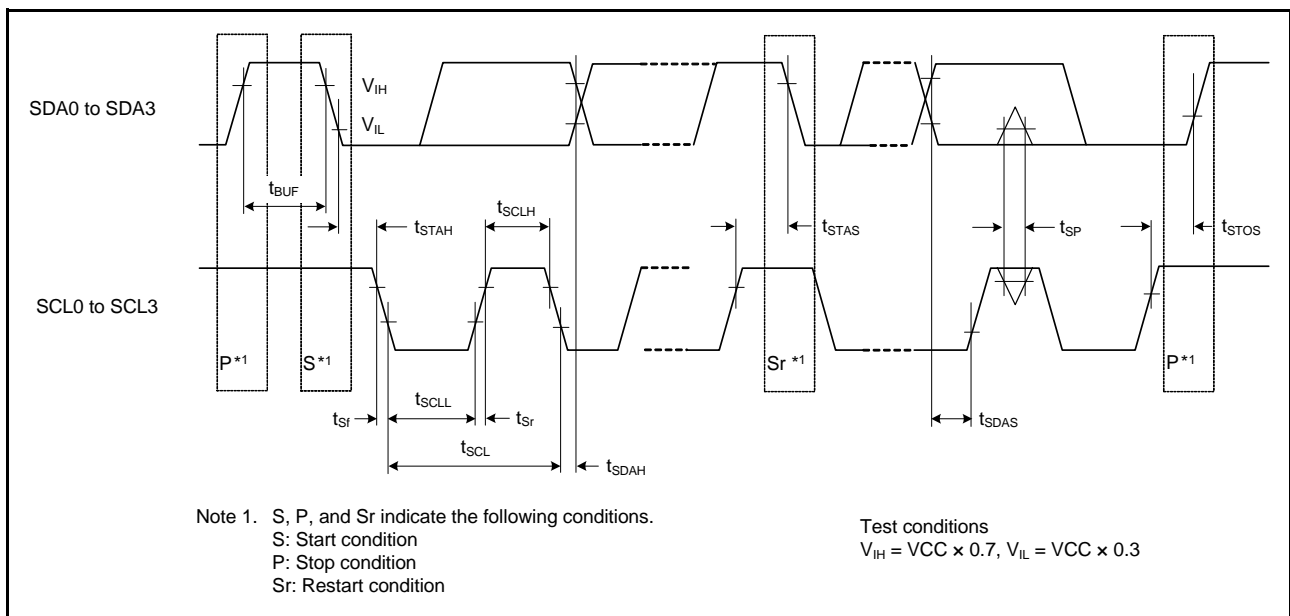 SDA0 to SDA3
VIH
VIL
tBUF
tSTAH
tSCLH
tSTAS
tSP
tSTOS
SCL0 to SCL3
P*1
S*1
Sr *1
P*1
tSf
tSCLL
tSr
tSDAS
tSCL
tSDAH
Note 1. S, P, and Sr indicate the following conditions.
S: Start condition
P: Stop condition
Sr: Restart condition
Test conditions
VIH = VCC × 0.7, VIL = VCC × 0.3